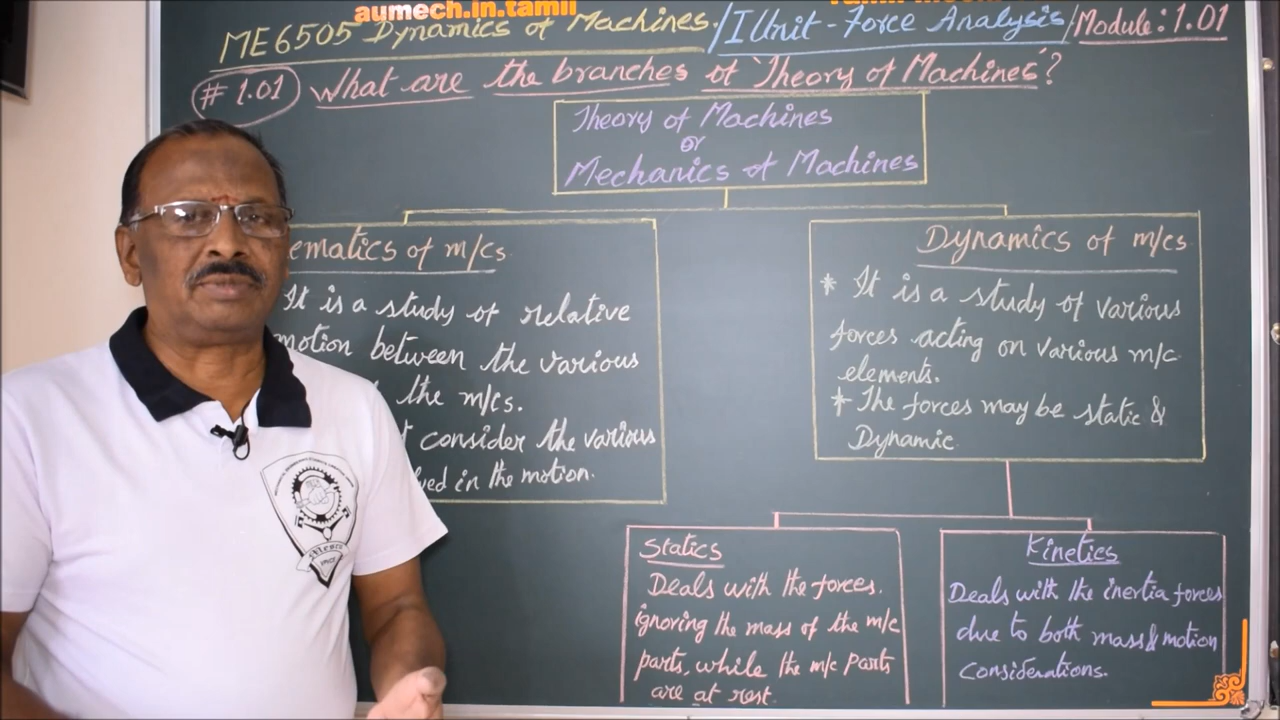 aumech.in.tamil
ME6505 Dynamics of Machines./I Unit - Force Analysis/Module: 1.01
# 1.01 What are the branches of 'Theory of Machines'?
Theory of Machines
or
Mechanics of Machines
ematics of m/cs
It is a study of relative
motion between the various
the m/cs.
t consider the various
ved in the motion.
Dynamics of m/cs
* It is a study of various
forces acting on various m/c
elements.
* The forces may be static &
Dynamic
Statics
Deals with the forces.
ignoring the mass of the m/c
parts, while the m/c Parts
are at rest.
Kinetics
Deals with the inertia forces
due to both mass & motion
Considerations.